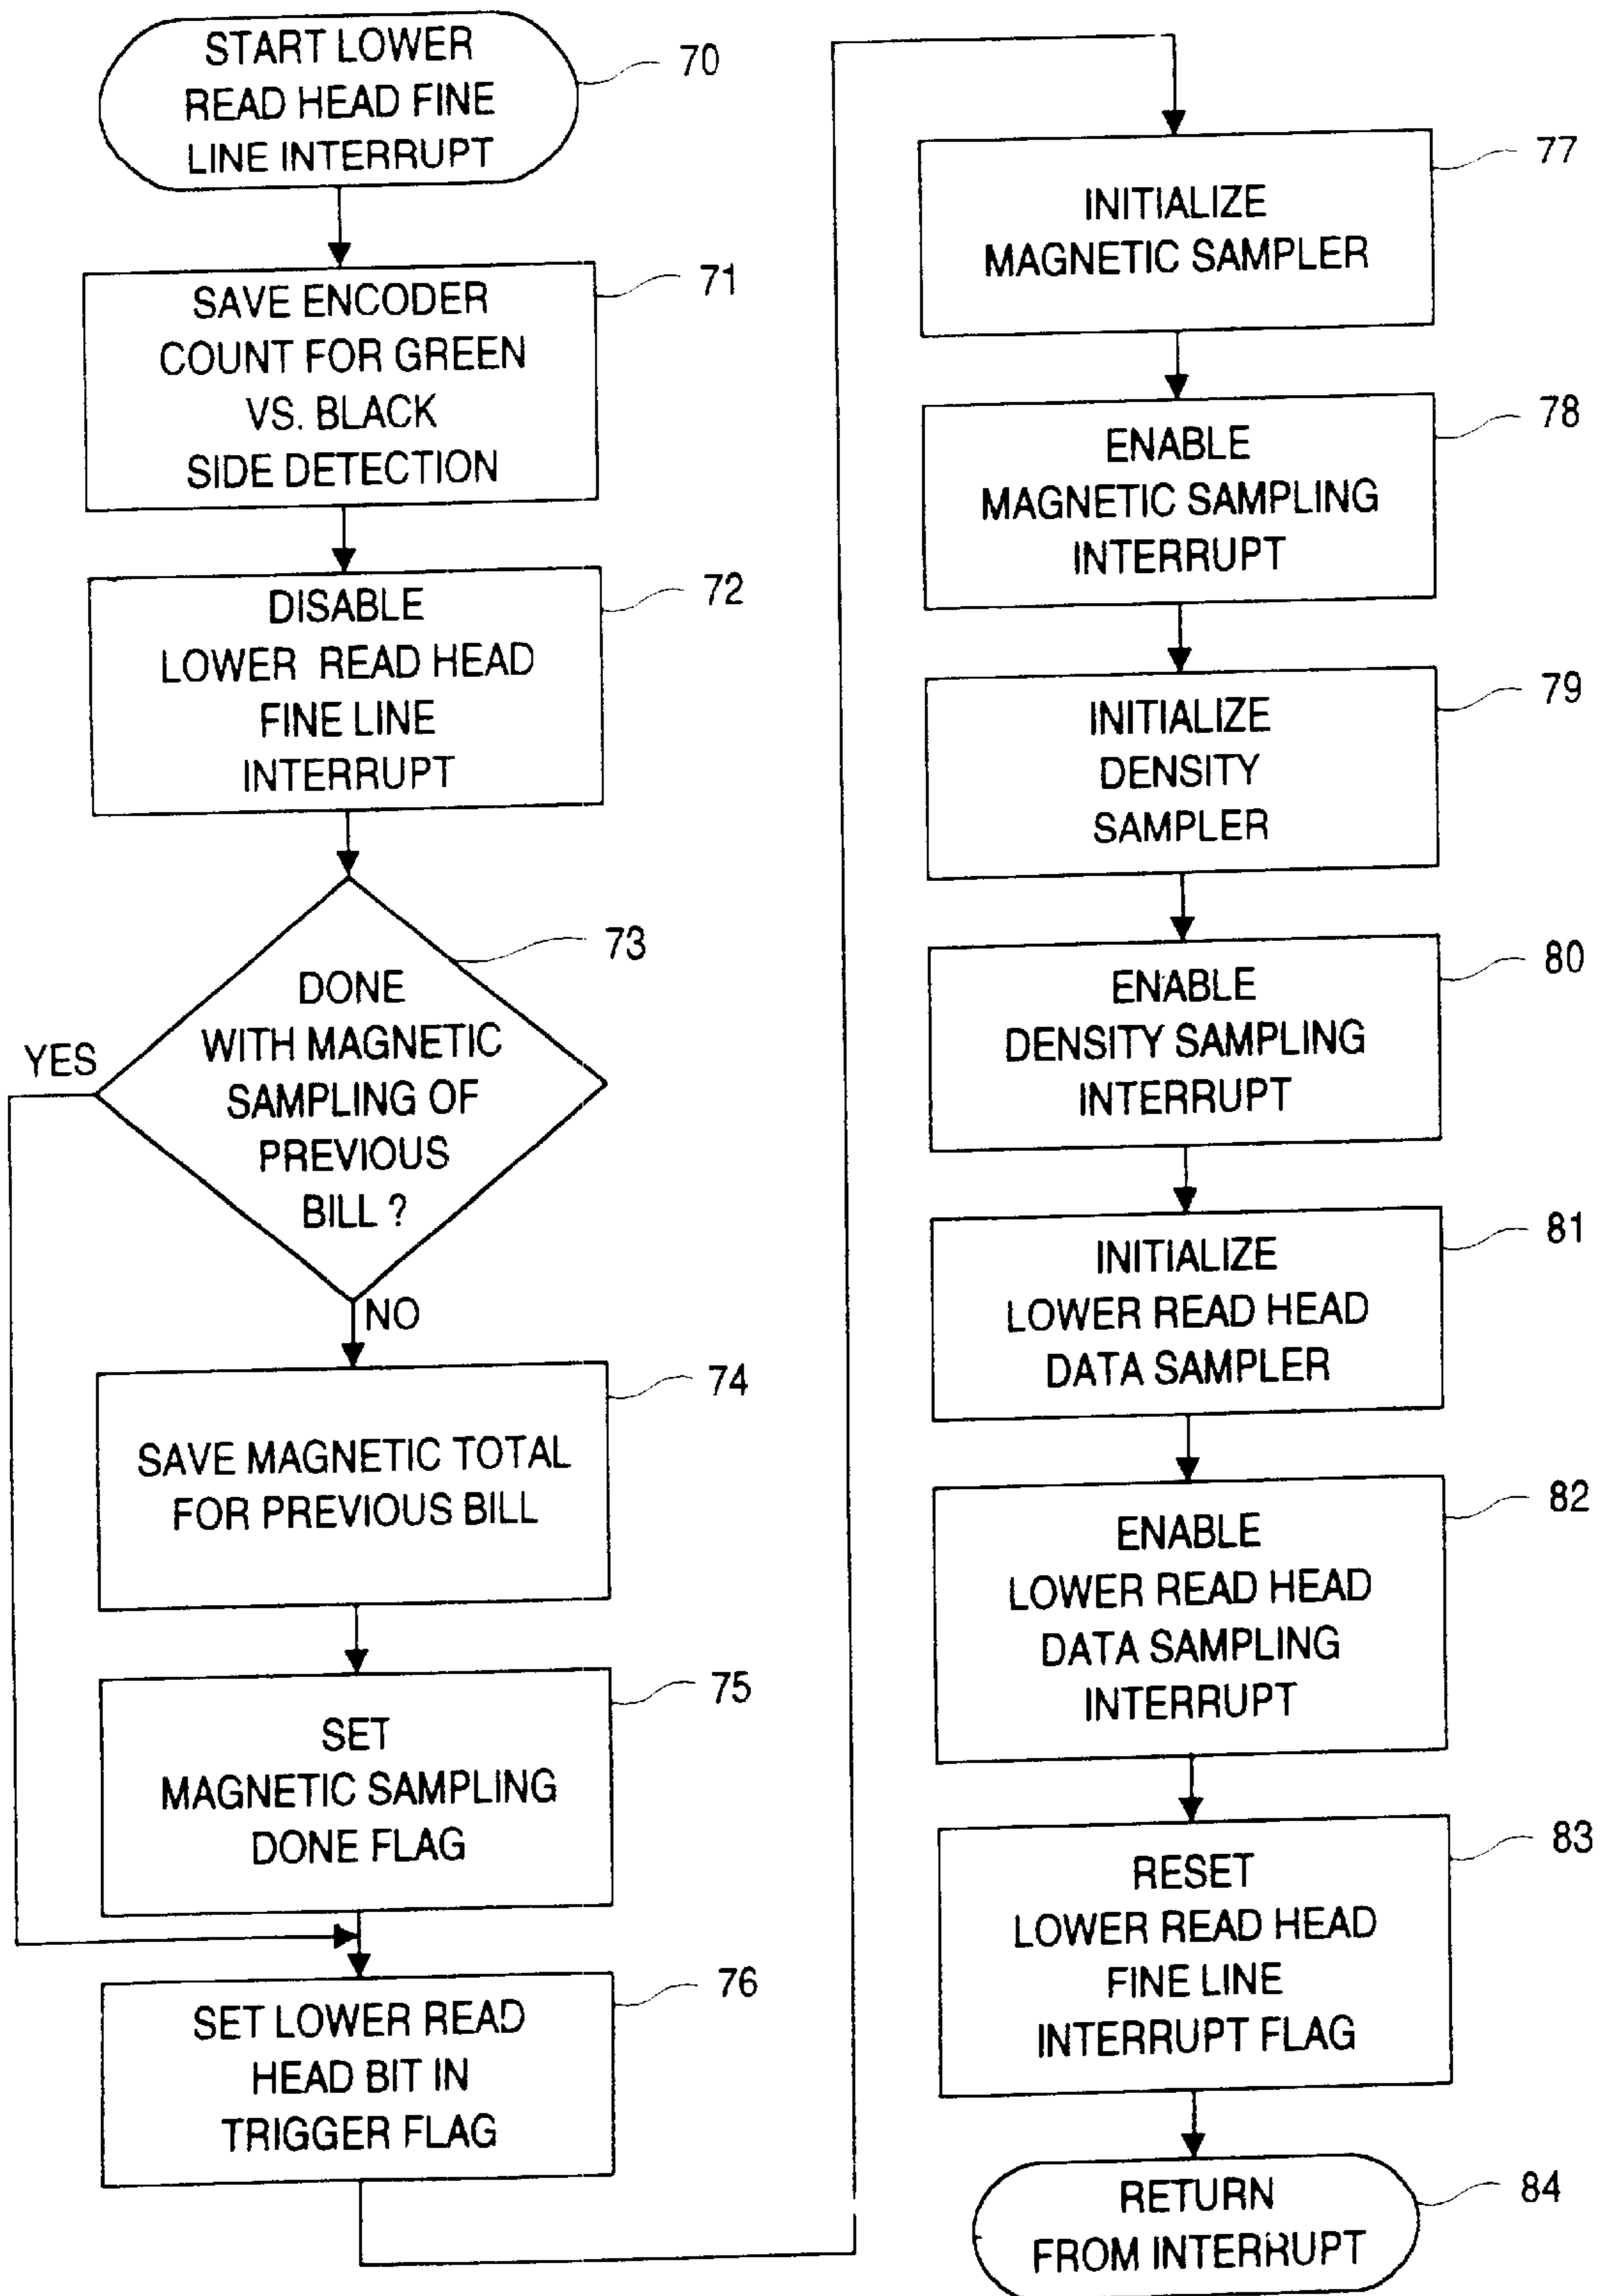 START LOWER
READ HEAD FINE
LINE INTERRUPT
70
SAVE ENCODER
COUNT FOR GREEN
VS. BLACK
SIDE DETECTION
71
DISABLE
LOWER READ HEAD
FINE LINE
INTERRUPT
72
DONE
WITH MAGNETIC
SAMPLING OF
PREVIOUS
BILL ?
73
YES
NO
SAVE MAGNETIC TOTAL
FOR PREVIOUS BILL
74
SET
MAGNETIC SAMPLING
DONE FLAG
75
SET LOWER READ
HEAD BIT IN
TRIGGER FLAG
76
INITIALIZE
MAGNETIC SAMPLER
77
ENABLE
MAGNETIC SAMPLING
INTERRUPT
78
INITIALIZE
DENSITY
SAMPLER
79
ENABLE
DENSITY SAMPLING
INTERRUPT
80
INITIALIZE
LOWER READ HEAD
DATA SAMPLER
81
ENABLE
LOWER READ HEAD
DATA SAMPLING
INTERRUPT
82
RESET
LOWER READ HEAD
FINE LINE
INTERRUPT FLAG
83
RETURN
FROM INTERRUPT
84